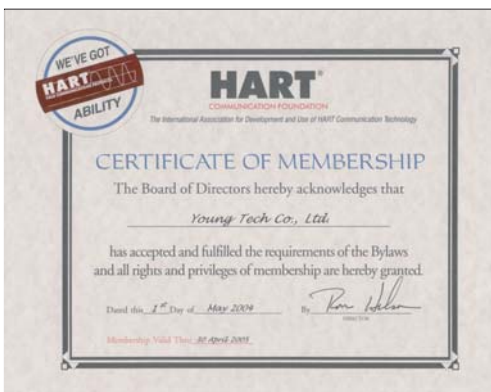 WE'VE GOT
HART
ABILITY
HART®
COMMUNICATION FOUNDATION
The International Association for Development and Use of HART Communication Technology
CERTIFICATE OF MEMBERSHIP
The Board of Directors hereby acknowledges that
Young Tech Co., Ltd.
has accepted and fulfilled the requirements of the Bylaws
and all rights and privileges of membership are hereby granted.
Dated this 1st Day of May 2004 By Ron Helson
DIRECTOR
Membership Valid Thru 30 April 2005